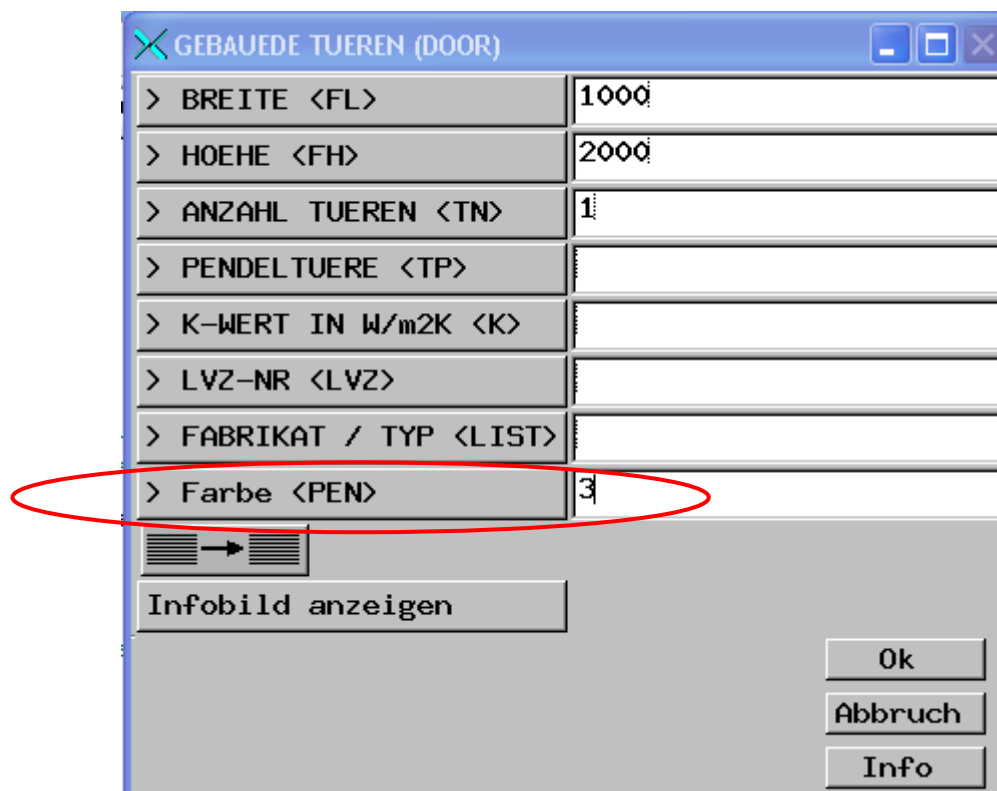 GEBAUEDE TUEREN (DOOR)
> BREITE <FL> 1000
> HOEHE <FH> 2000
> ANZAHL TUEREN <TN> 1
> PENDELTUERE <TP>
> K-WERT IN W/m2K <K>
> LVZ-NR <LVZ>
> FABRIKAT / TYP <LIST>
> Farbe <PEN> 3
Infobild anzeigen
Ok
Abbruch
Info